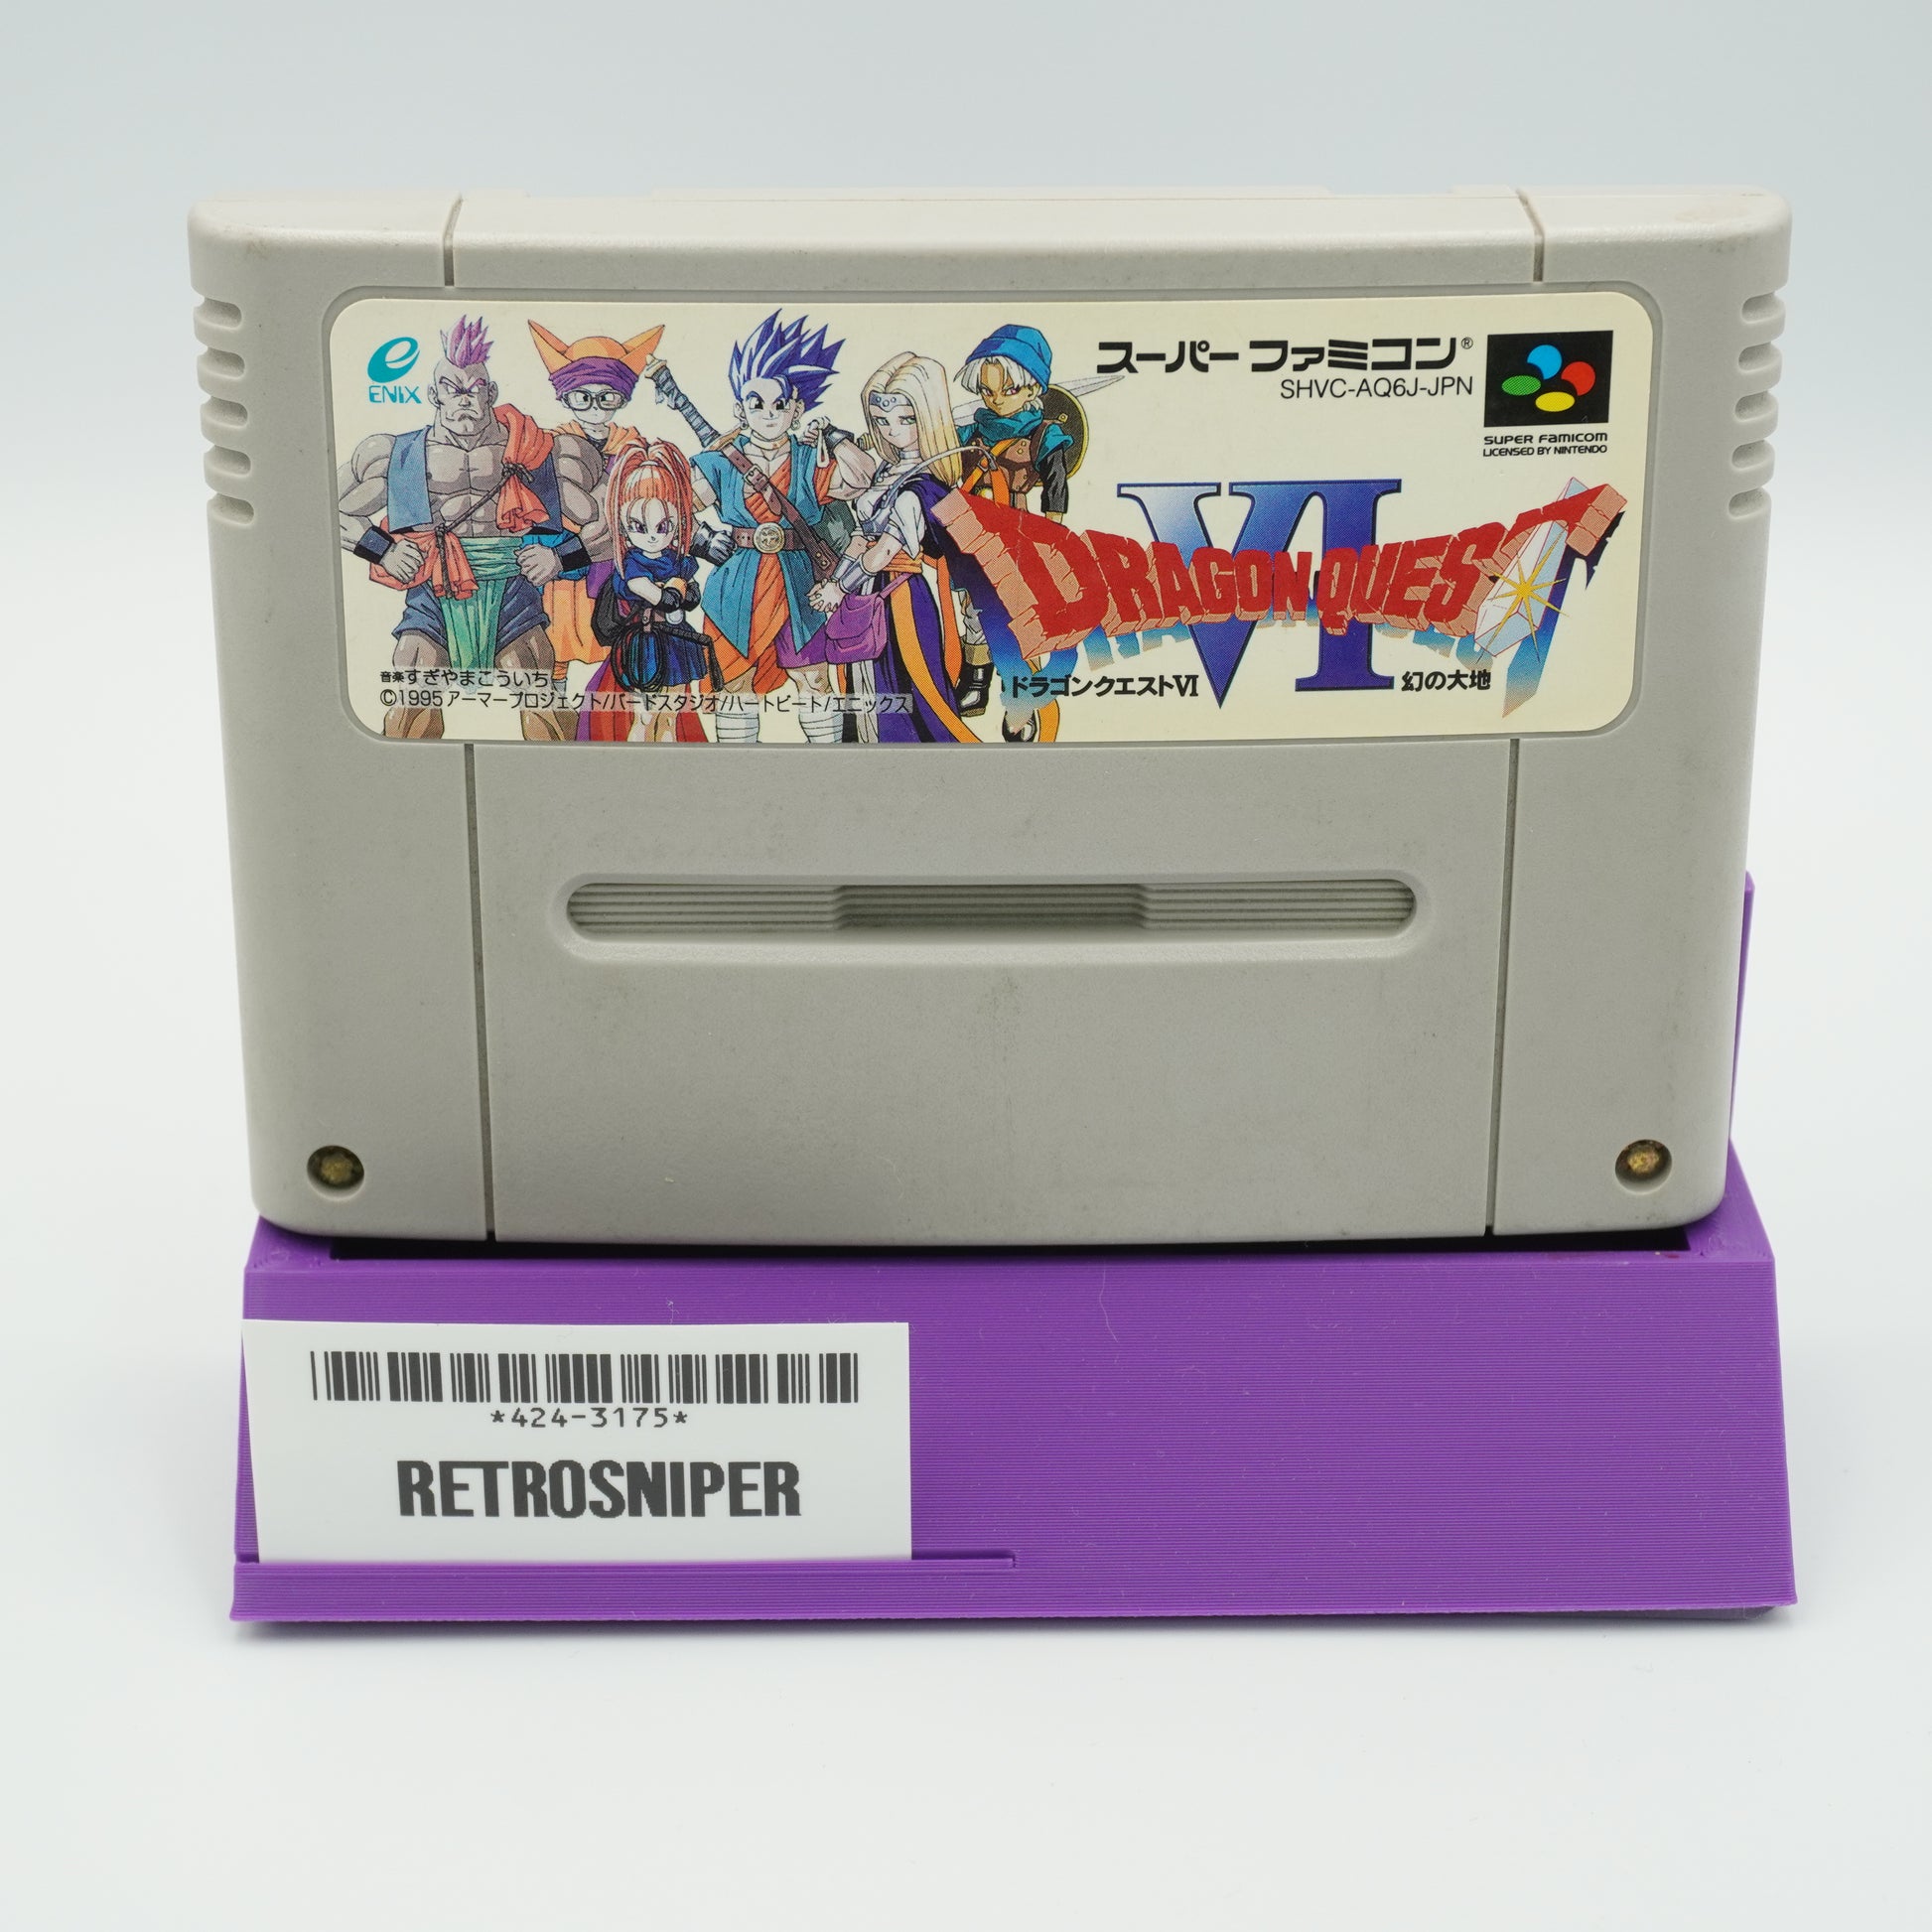 e
ENIX
スーパーファミコン®
SHVC-AQ6J-JPN
SUPER FAMICOM
LICENSED BY NINTENDO
VI
DRAGON QUEST
ドラゴンクエストVI 幻の大地
音楽すぎやまこういち
©1995アーマープロジェクト/バードスタジオ/ハートビート/エニックス
*424-3175*
RETROSNIPER